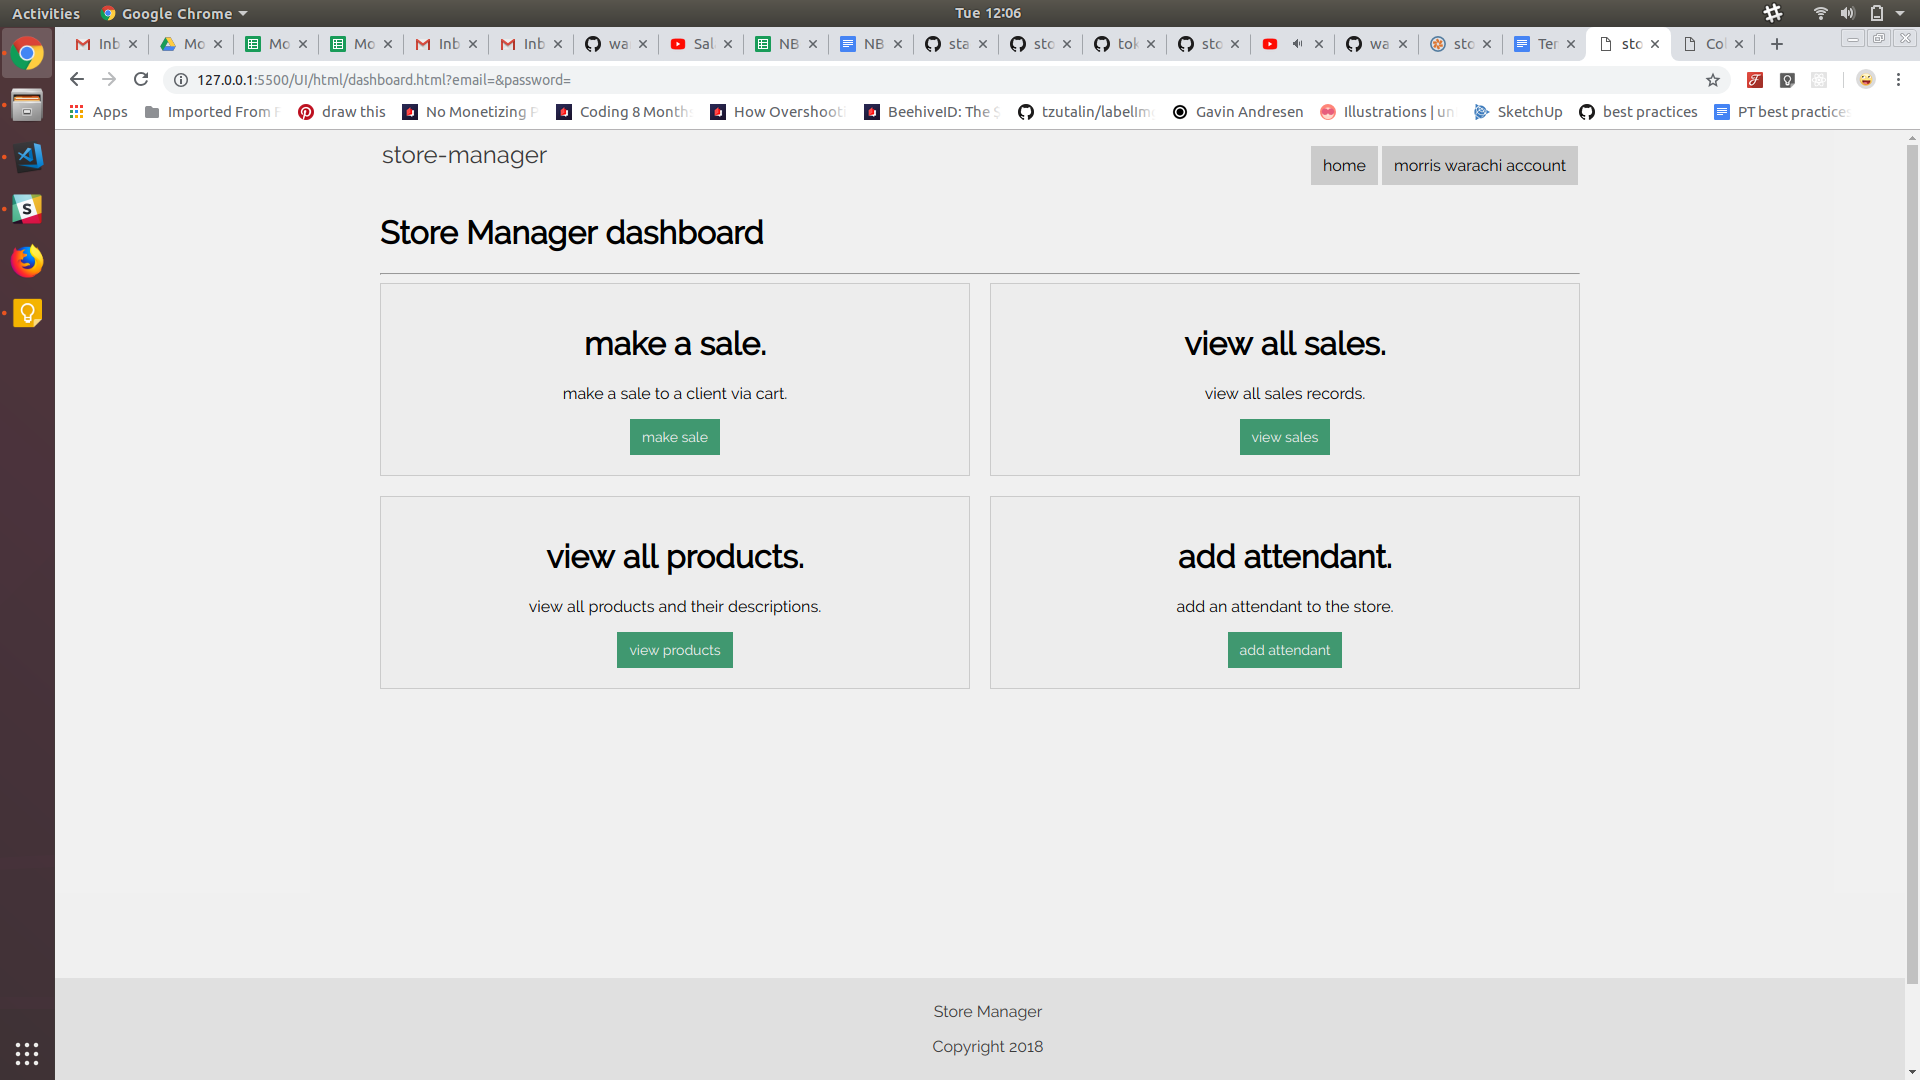 Activities Google Chrome Tue 12:06
Inb Mo Mo Mo Inb Inb wa Sal NB NB sta sto tok sto wa sto Ter sto Co
127.0.0.1:5500/UI/html/dashboard.html?email=&password=
Apps Imported From F draw this No Monetizing P Coding 8 Months How Overshooti BeehiveID: The S tzutalin/labelImg Gavin Andresen Illustrations | un SketchUp best practices PT best practices
store-manager
home morris warachi account
Store Manager dashboard
make a sale.
make a sale to a client via cart.
make sale
view all sales.
view all sales records.
view sales
view all products.
view all products and their descriptions.
view products
add attendant.
add an attendant to the store.
add attendant
Store Manager
Copyright 2018